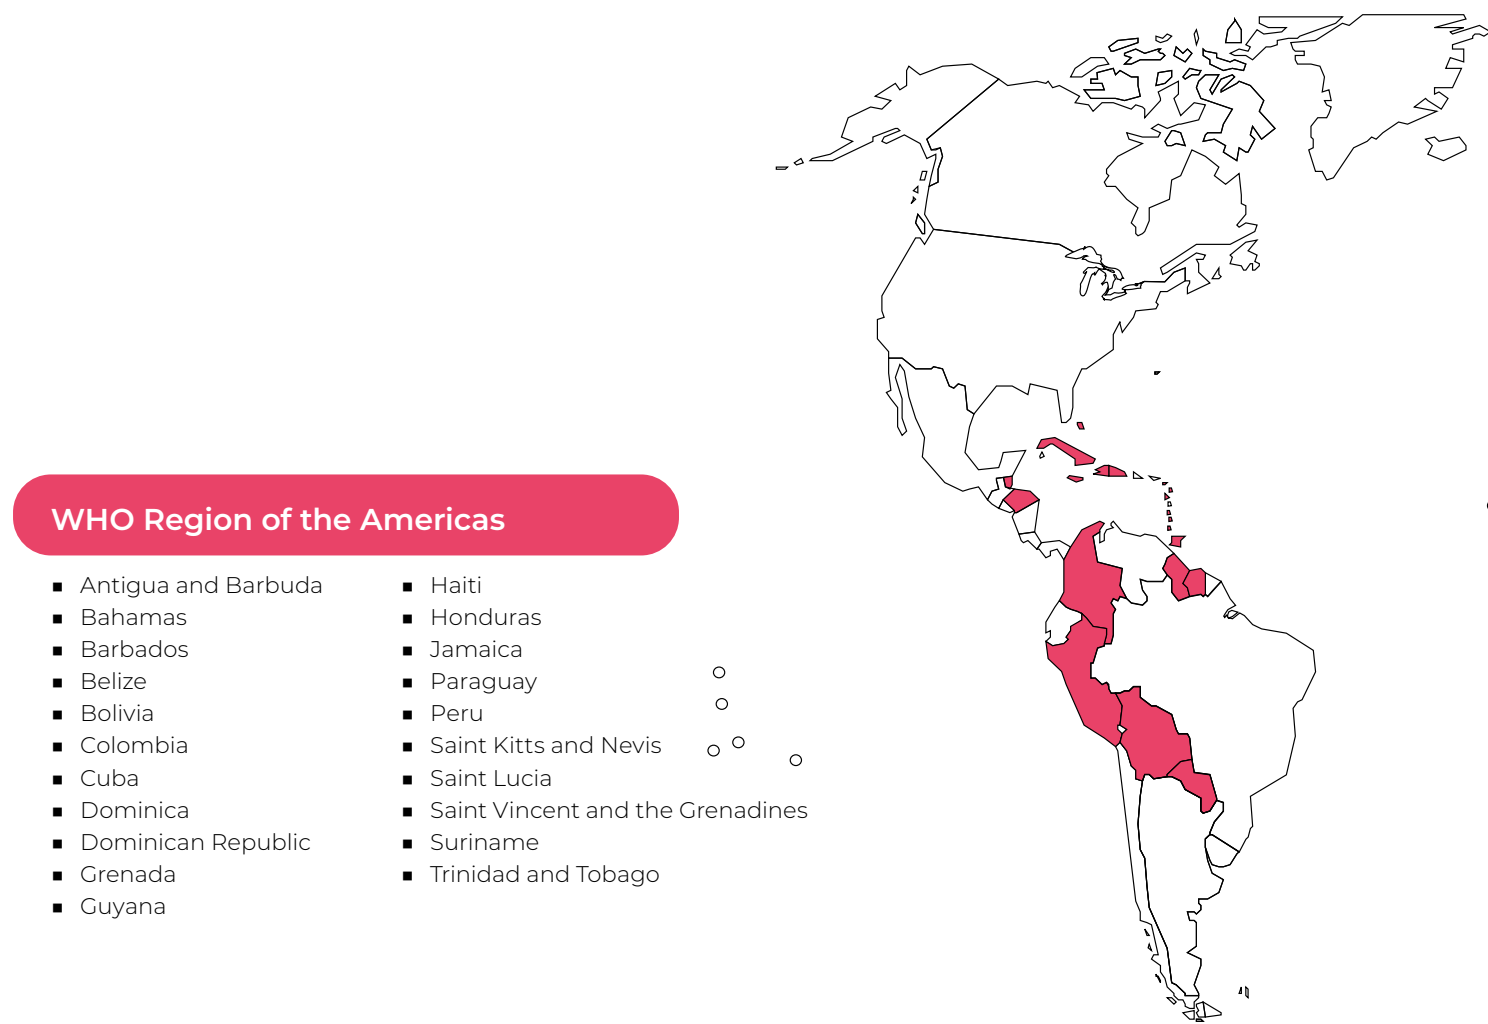 WHO Region of the Americas
■ Antigua and Barbuda
■ Bahamas
■ Barbados
■ Belize
■ Bolivia
■ Colombia
■ Cuba
■ Dominica
■ Dominican Republic
■ Grenada
■ Guyana
■ Haiti
■ Honduras
■ Jamaica
■ Paraguay
■ Peru
■ Saint Kitts and Nevis
■ Saint Lucia
■ Saint Vincent and the Grenadines
■ Suriname
■ Trinidad and Tobago